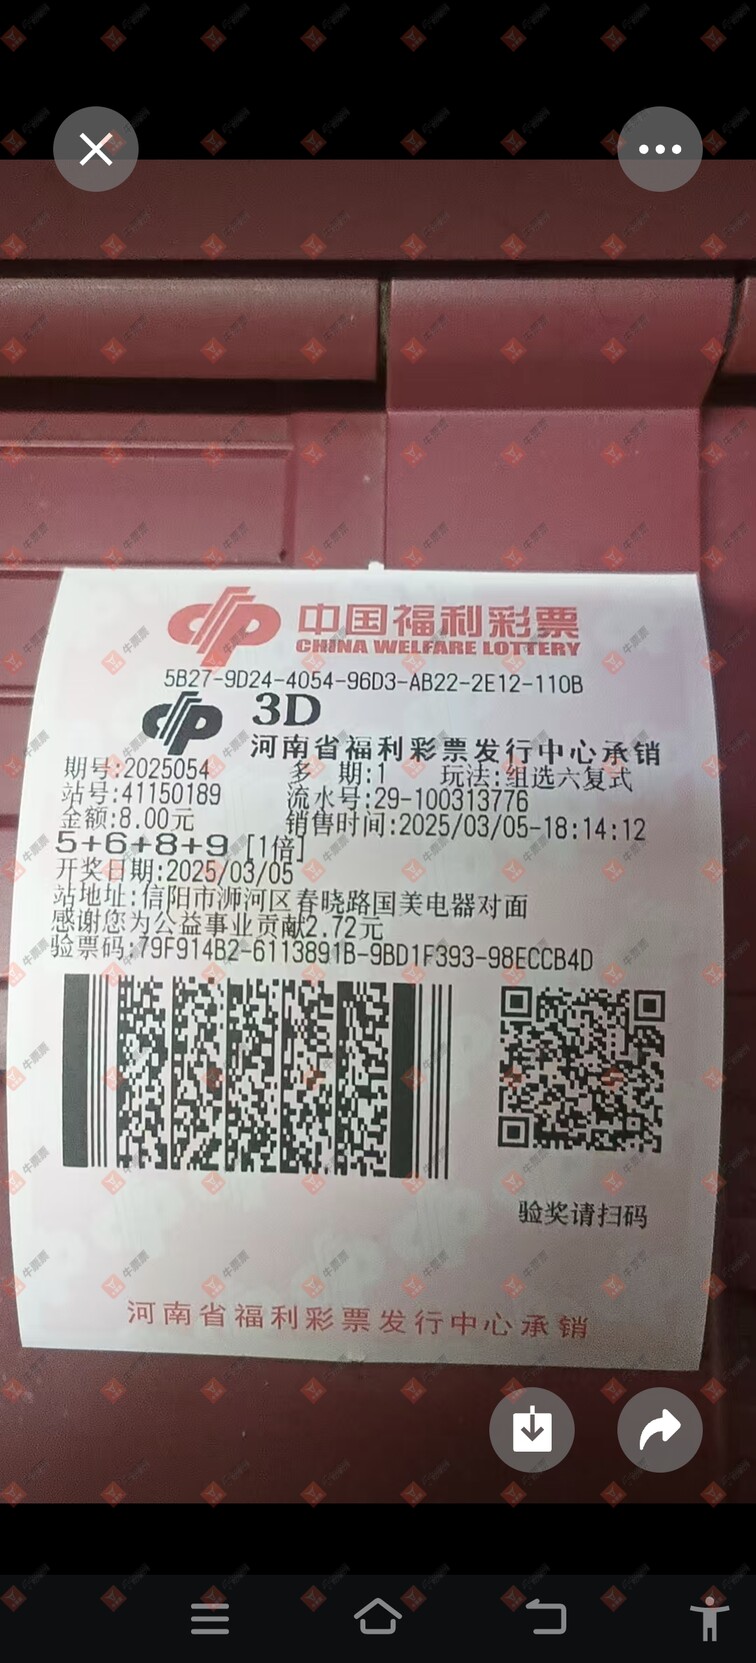 中国福利彩票
CHINA WELFARE LOTTERY
5B27-9D24-4054-96D3-AB22-2E12-110B
3D
河南省福利彩票发行中心承销
期号:2025054 多 期:1 玩法:组选六复式
站号:41150189 流水号:29-100313776
金额:8.00元 销售时间:2025/03/05-18:14:12
5+6+8+9 [1倍]
开奖日期:2025/03/05
站地址:信阳市浉河区春晓路国美电器对面
感谢您为公益事业贡献2.72元
验票码:79F914B2-6113891B-9BD1F393-98ECCB4D
验奖请扫码
河南省福利彩票发行中心承销